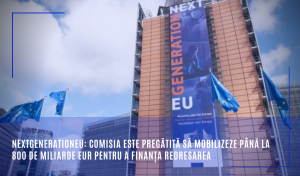 NEXT
GENERATION
EU
NEXTGENERATIONEU: COMISIA ESTE PREGĂTITĂ SĂ MOBILIZEZE PÂNĂ LA
800 DE MILIARDE EUR PENTRU A FINANȚA REDRESAREA